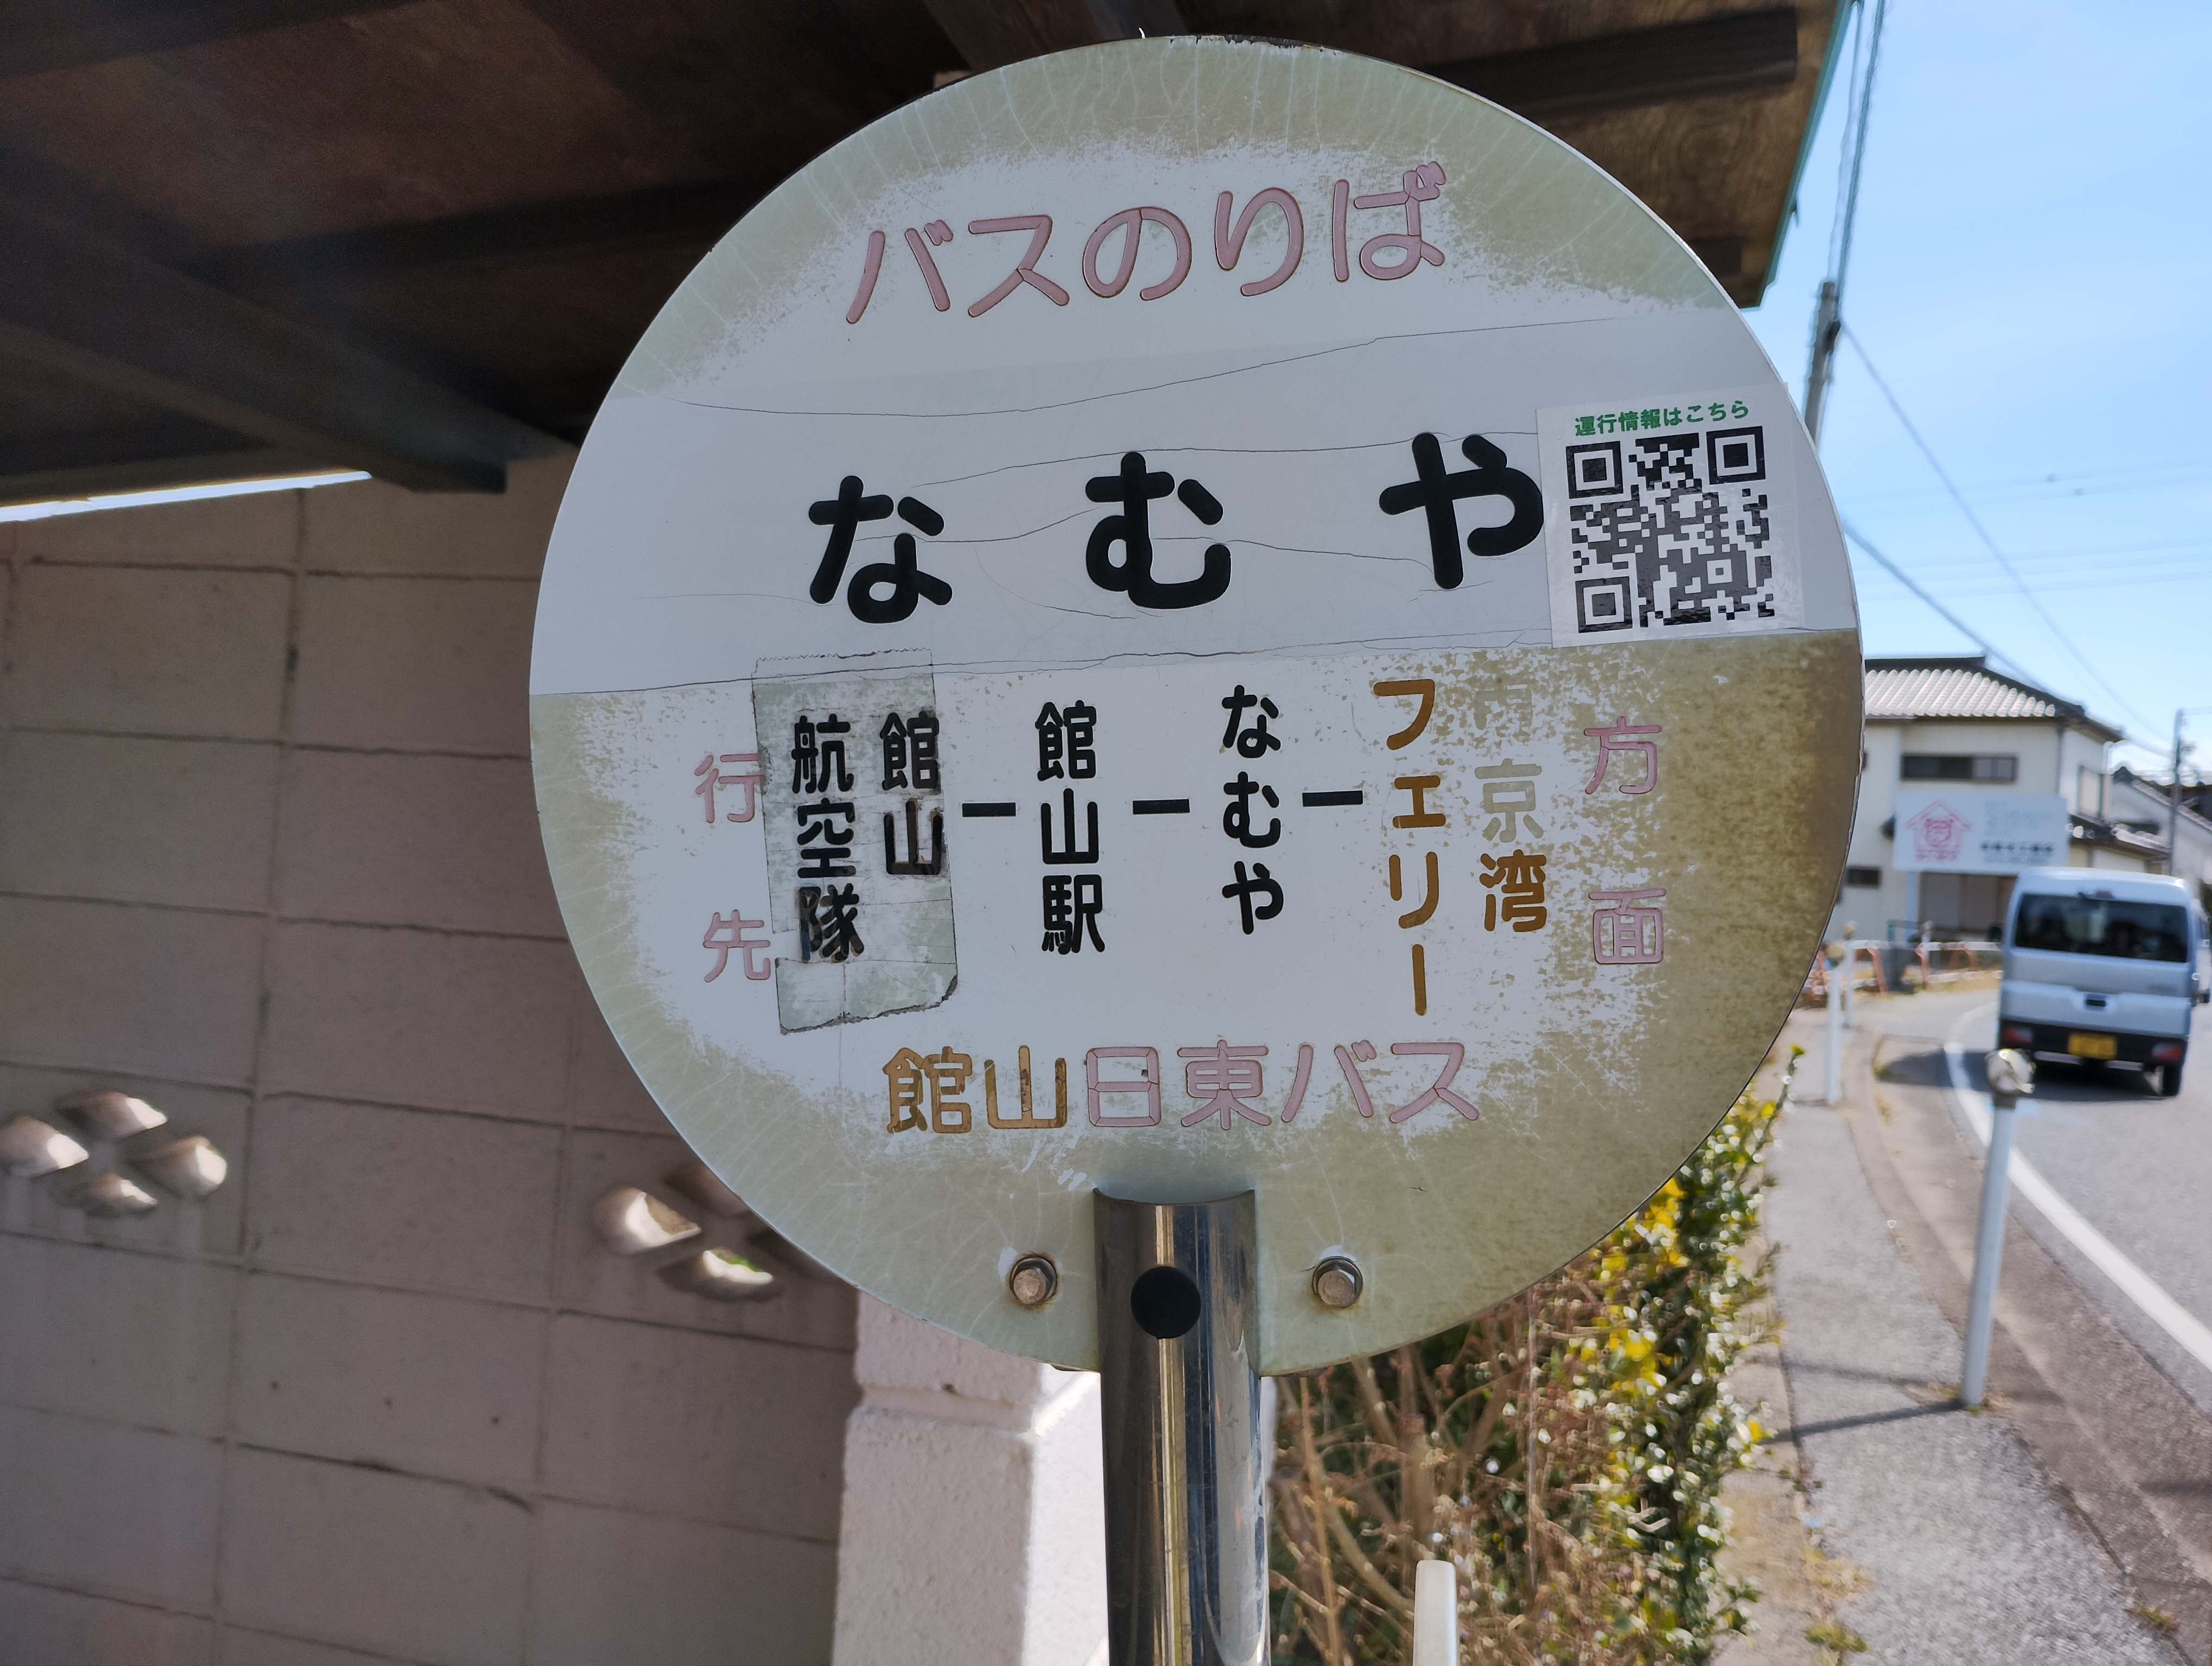 バスのりば
なむや
運行情報はこちら
行先
館山
航空隊
ー
館山駅
ー
なむや
ー
東京湾
フェリー
方面
館山日東バス